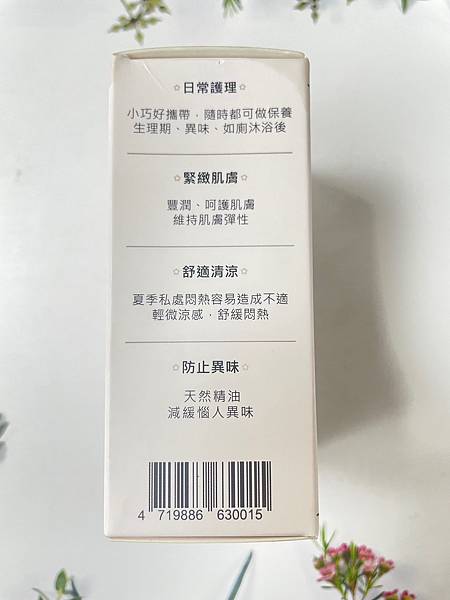 ✩日常護理✩
小巧好攜帶，隨時都可做保養
生理期、異味、如廁沐浴後
✩緊緻肌膚✩
豐潤、呵護肌膚
維持肌膚彈性
✩舒適清涼✩
夏季私處悶熱容易造成不適
輕微涼感，舒緩悶熱
✩防止異味✩
天然精油
減緩惱人異味
4 719886 630015